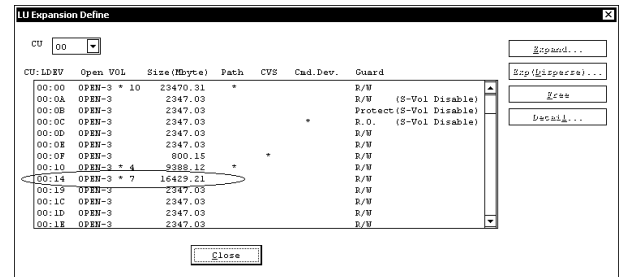 LU Expansion Define
CU 00
CU:LDEV Open VOL Size(Mbyte) Path CVS Cmd.Dev. Guard
00:00 OPEN-3 * 10 23470.31 * R/W
00:0A OPEN-3 2347.03 R/W (S-Vol Disable)
00:0B OPEN-3 2347.03 Protect(S-Vol Disable)
00:0C OPEN-3 2347.03 * R.O. (S-Vol Disable)
00:0D OPEN-3 2347.03 R/W
00:0E OPEN-3 2347.03 R/W
00:0F OPEN-3 800.15 * R/W
00:10 OPEN-3 * 4 9388.12 * R/W
00:14 OPEN-3 * 7 16429.21 R/W
00:19 OPEN-3 2347.03 R/W
00:1C OPEN-3 2347.03 R/W
00:1D OPEN-3 2347.03 R/W
00:1E OPEN-3 2347.03 R/W
Expand...
Exp(Disperse)...
Free
Detail...
Close